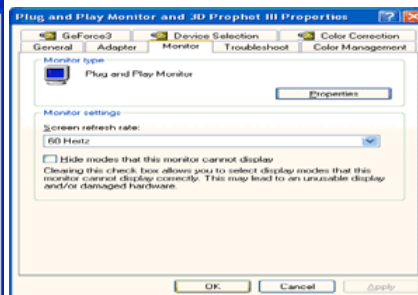 Plug and Play Monitor and 3D Prophet III Properties
GeForce3 Device Selection Color Correction
General Adapter Monitor Troubleshoot Color Management
Monitor type
Plug and Play Monitor
Properties
Monitor settings
Screen refresh rate:
60 Hertz
Hide modes that this monitor cannot display
Clearing this check box allows you to select display modes that this
monitor cannot display correctly. This may lead to an unusable display
and/or damaged hardware.
OK Cancel Apply